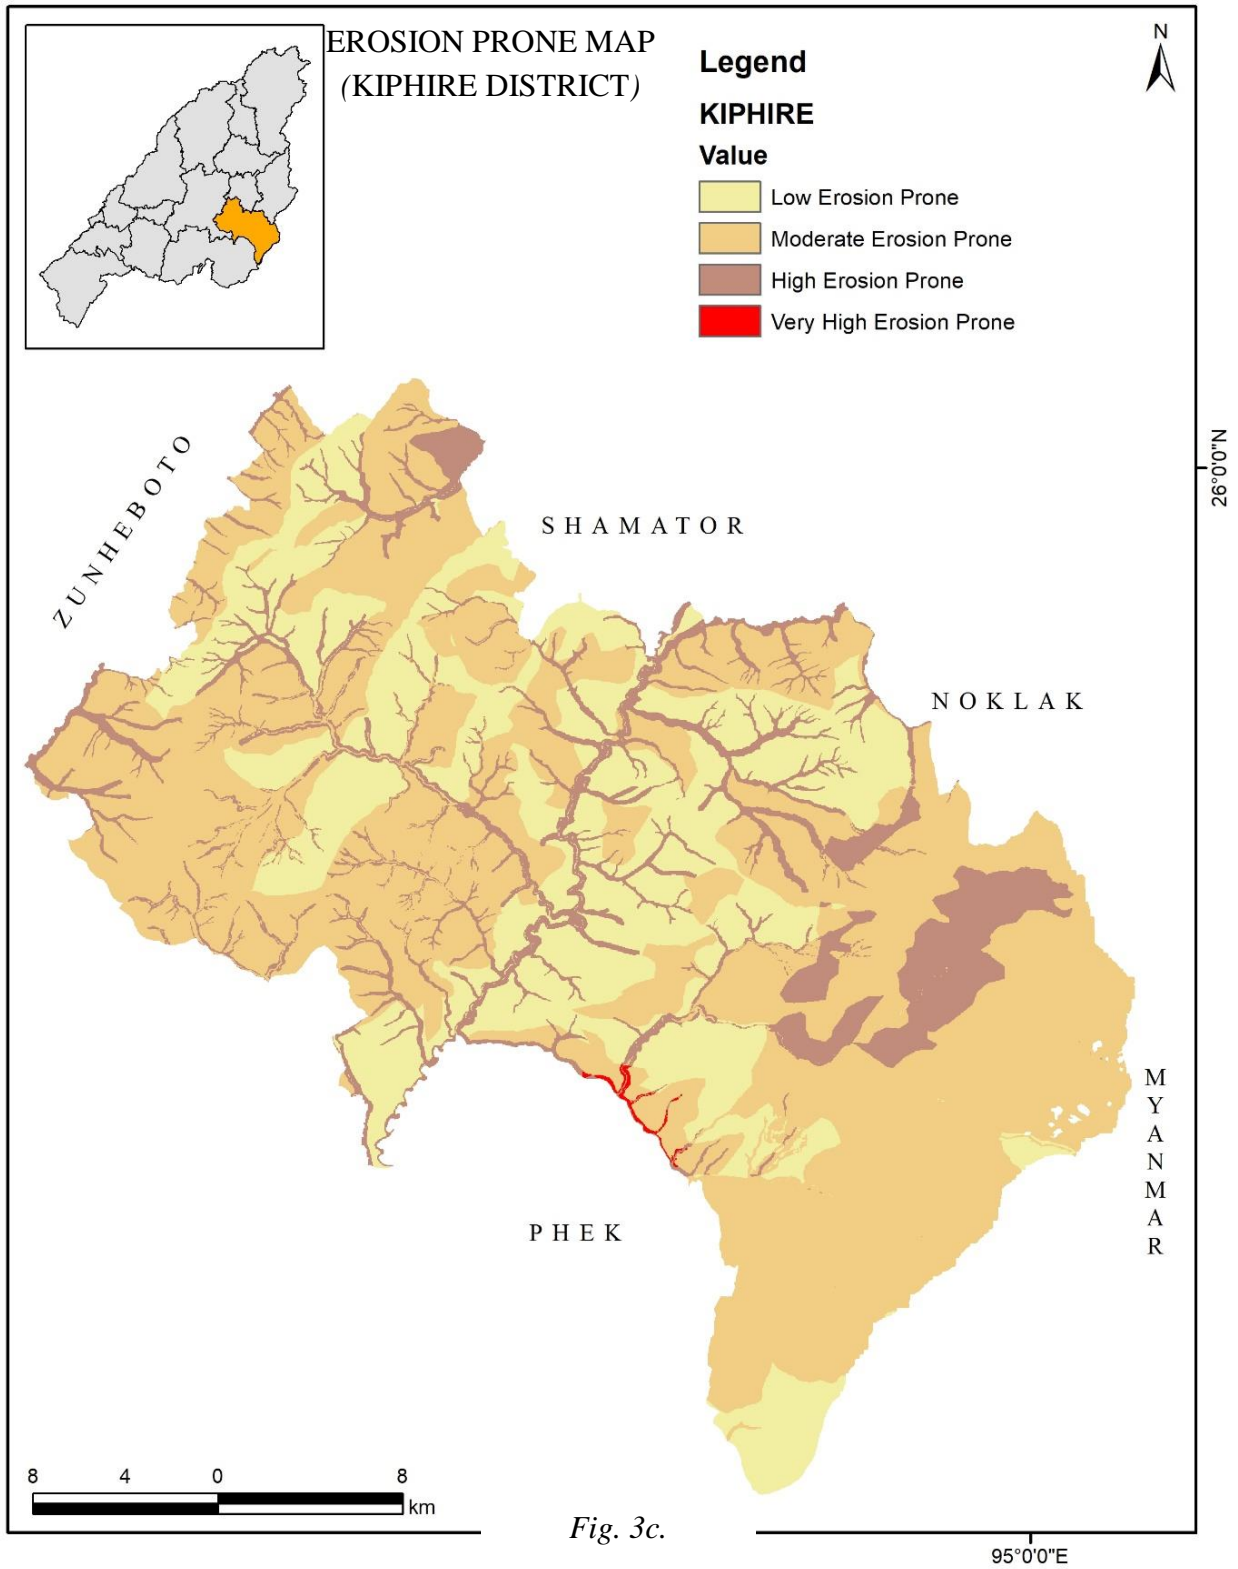 EROSION PRONE MAP
(KIPHIRE DISTRICT)
Legend
KIPHIRE
Value
Low Erosion Prone
Moderate Erosion Prone
High Erosion Prone
Very High Erosion Prone
N
26°0'0"N
ZUNHEBOTO
SHAMATOR
NOKLAK
MYANMAR
PHEK
8 4 0 8
km
Fig. 3c.
95°0'0"E